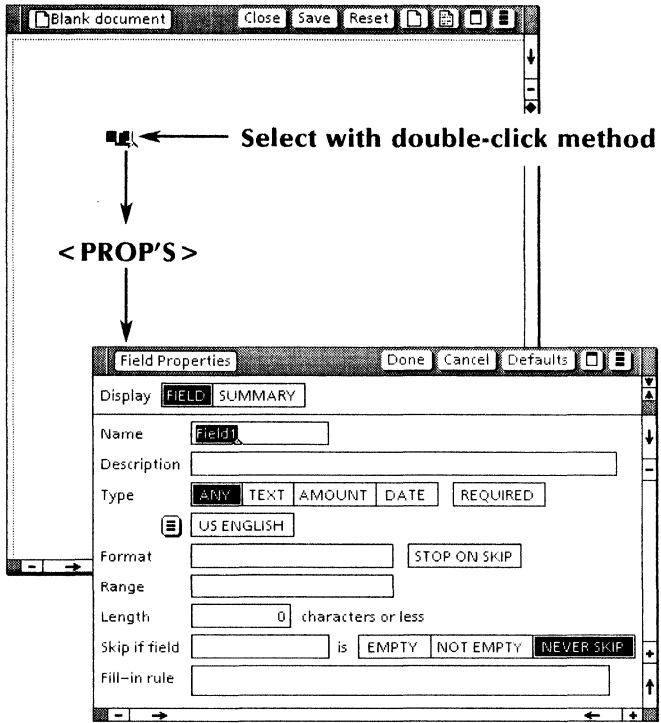 Blank document Close Save Reset
Select with double-click method
<PROP'S>
Field Properties Done Cancel Defaults
Display FIELD SUMMARY
Name Field1
Description
Type ANY TEXT AMOUNT DATE REQUIRED
US ENGLISH
Format STOP ON SKIP
Range
Length 0 characters or less
Skip if field is EMPTY NOT EMPTY NEVER SKIP
Fill-in rule